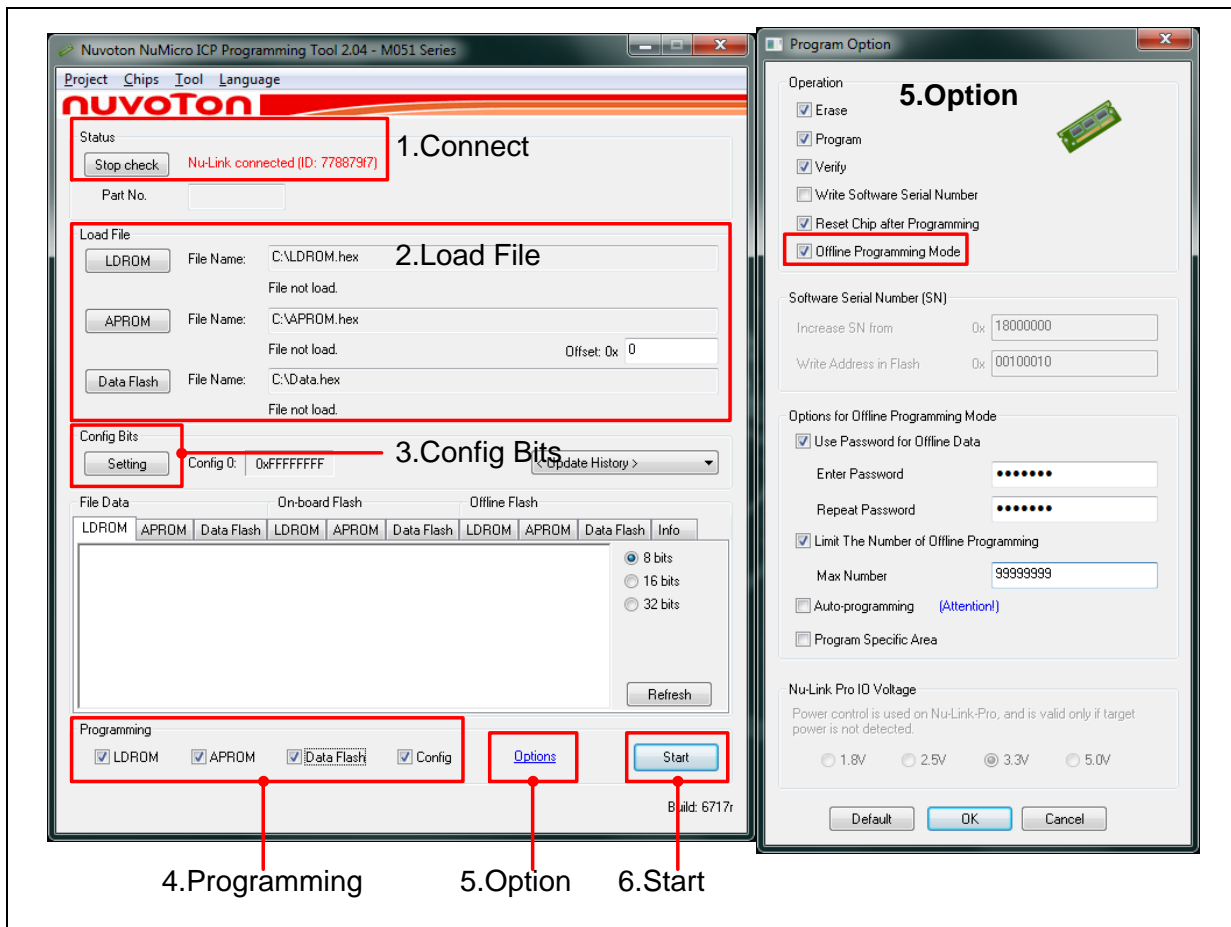 Nuvoton NuMicro ICP Programming Tool 2.04 - M051 Series
Project Chips Tool Language
nuvoTon
Status
1.Connect
Stop check Nu-Link connected (ID: 778879f7)
Part No.
Load File
2.Load File
LDROM File Name: C:\LDROM.hex
File not load.
APROM File Name: C:\APROM.hex
File not load. Offset: 0x 0
Data Flash File Name: C:\Data.hex
File not load.
Config Bits
3.Config Bits
Setting Config 0: 0xFFFFFFFF < Update History >
File Data On-board Flash Offline Flash
LDROM APROM Data Flash LDROM APROM Data Flash LDROM APROM Data Flash Info
8 bits
16 bits
32 bits
Refresh
Programming
LDROM APROM Data Flash Config Options Start
Build: 6717r
4.Programming 5.Option 6.Start
Program Option
Operation
5.Option
Erase
Program
Verify
Write Software Serial Number
Reset Chip after Programming
Offline Programming Mode
Software Serial Number (SN)
Increase SN from 0x 18000000
Write Address in Flash 0x 00100010
Options for Offline Programming Mode
Use Password for Offline Data
Enter Password •••••••
Repeat Password •••••••
Limit The Number of Offline Programming
Max Number 99999999
Auto-programming (Attention!)
Program Specific Area
Nu-Link Pro IO Voltage
Power control is used on Nu-Link-Pro, and is valid only if target
power is not detected.
1.8V 2.5V 3.3V 5.0V
Default OK Cancel